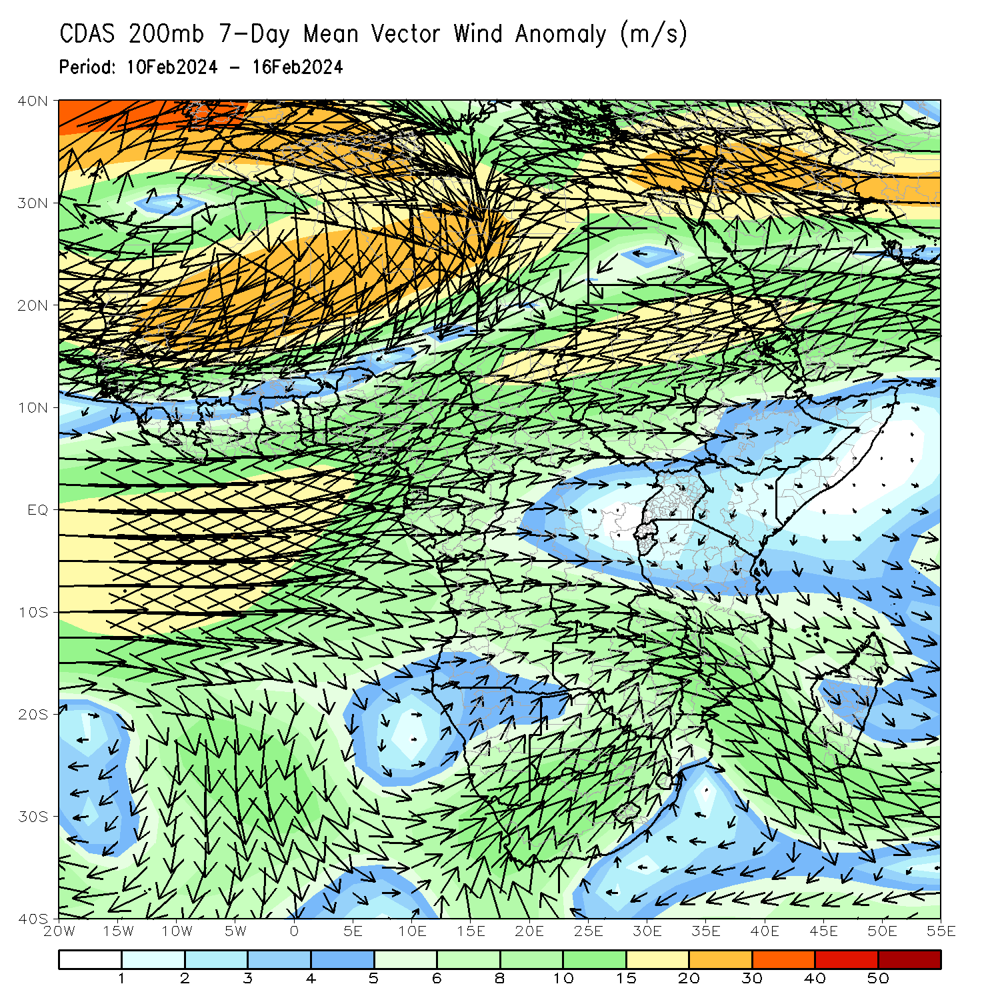 CDAS 200mb 7-Day Mean Vector Wind Anomaly (m/s)
Period: 10Feb2024 - 16Feb2024
40N
30N
20N
10N
EQ
10S
20S
30S
40S
20W 15W 10W 5W 0 5E 10E 15E 20E 25E 30E 35E 40E 45E 50E 55E
1 2 3 4 5 6 8 10 15 20 30 40 50